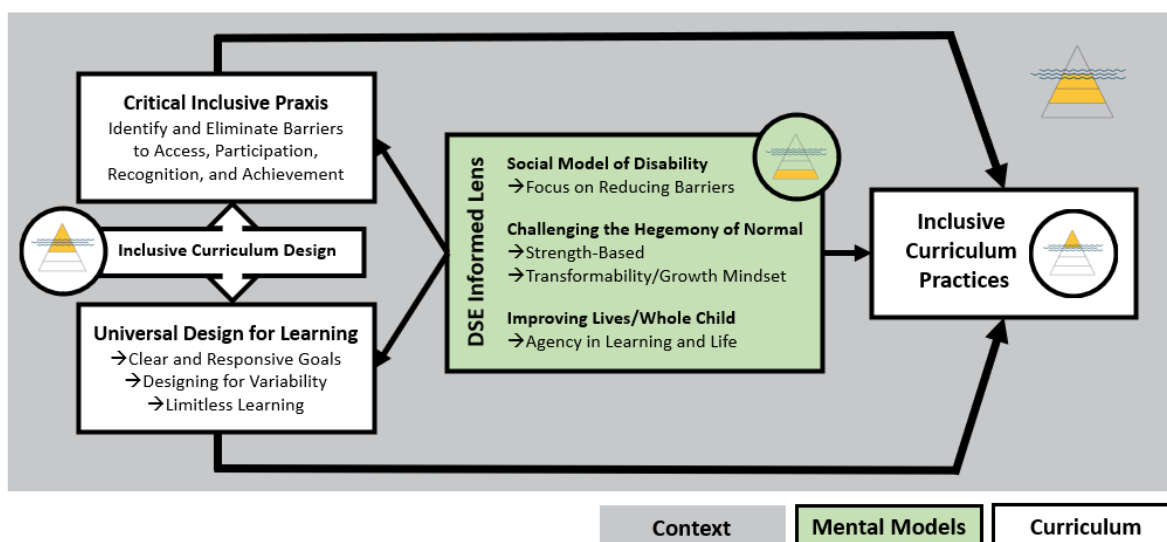 Critical Inclusive Praxis
Identify and Eliminate Barriers
to Access, Participation,
Recognition, and Achievement
Inclusive Curriculum Design
Universal Design for Learning
→Clear and Responsive Goals
→Designing for Variability
→Limitless Learning
DSE Informed Lens
Social Model of Disability
→Focus on Reducing Barriers
Challenging the Hegemony of Normal
→Strength-Based
→Transformability/Growth Mindset
Improving Lives/Whole Child
→Agency in Learning and Life
Inclusive
Curriculum
Practices
Context
Mental Models
Curriculum